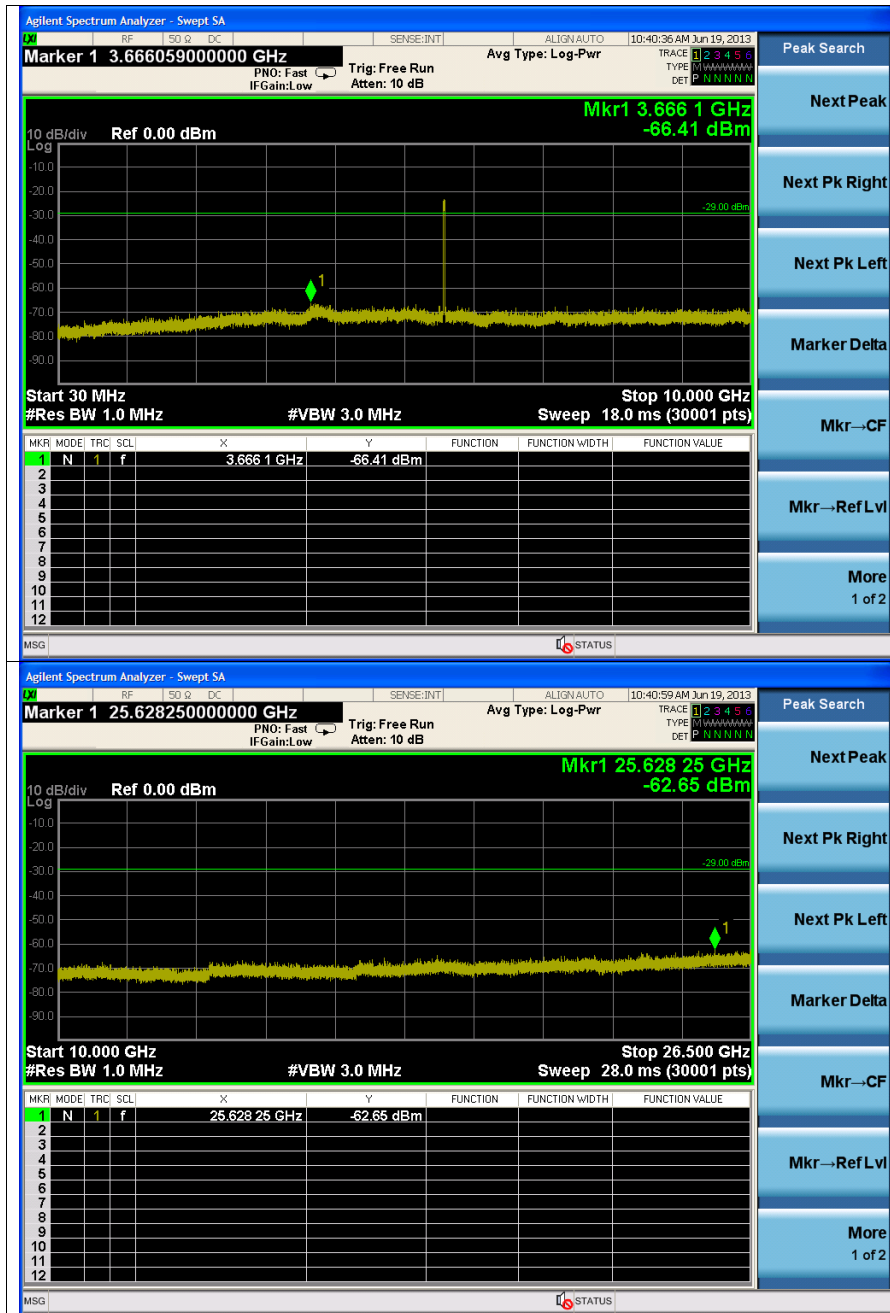 Agilent Spectrum Analyzer - Swept SA
LXI RF 50 Ω DC SENSE:INT ALIGN AUTO 10:40:36 AM Jun 19, 2013
Marker 1 3.666059000000 GHz
PNO: Fast
IFGain:Low
Trig: Free Run
Atten: 10 dB
Avg Type: Log-Pwr
TRACE 1 2 3 4 5 6
TYPE M WWWWW
DET P N N N N N
Peak Search
Mkr1 3.666 1 GHz
-66.41 dBm
10 dB/div Ref 0.00 dBm
Log
-10.0
-20.0
-29.00 dBm
-30.0
-40.0
-50.0
-60.0
1
-70.0
-80.0
-90.0
Start 30 MHz Stop 10.000 GHz
#Res BW 1.0 MHz #VBW 3.0 MHz Sweep 18.0 ms (30001 pts)
MKR MODE TRC SCL X Y FUNCTION FUNCTION WIDTH FUNCTION VALUE
1 N 1 f 3.666 1 GHz -66.41 dBm
2
3
4
5
6
7
8
9
10
11
12
MSG STATUS
Next Peak
Next Pk Right
Next Pk Left
Marker Delta
Mkr→CF
Mkr→Ref Lvl
More
1 of 2
Agilent Spectrum Analyzer - Swept SA
LXI RF 50 Ω DC SENSE:INT ALIGN AUTO 10:40:59 AM Jun 19, 2013
Marker 1 25.628250000000 GHz
PNO: Fast
IFGain:Low
Trig: Free Run
Atten: 10 dB
Avg Type: Log-Pwr
TRACE 1 2 3 4 5 6
TYPE M WWWWW
DET P N N N N N
Peak Search
Mkr1 25.628 25 GHz
-62.65 dBm
10 dB/div Ref 0.00 dBm
Log
-10.0
-20.0
-29.00 dBm
-30.0
-40.0
-50.0
1
-60.0
-70.0
-80.0
-90.0
Start 10.000 GHz Stop 26.500 GHz
#Res BW 1.0 MHz #VBW 3.0 MHz Sweep 28.0 ms (30001 pts)
MKR MODE TRC SCL X Y FUNCTION FUNCTION WIDTH FUNCTION VALUE
1 N 1 f 25.628 25 GHz -62.65 dBm
2
3
4
5
6
7
8
9
10
11
12
MSG STATUS
Next Peak
Next Pk Right
Next Pk Left
Marker Delta
Mkr→CF
Mkr→Ref Lvl
More
1 of 2